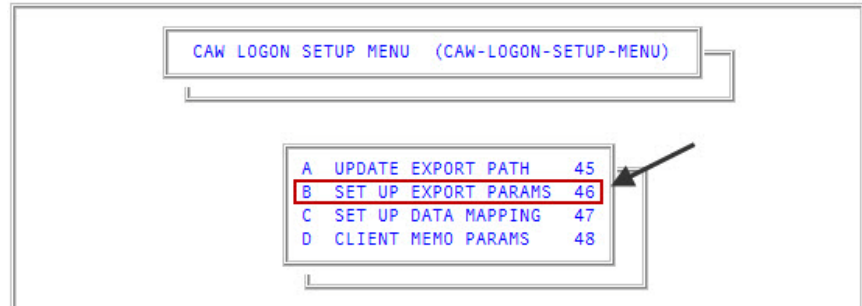 CAW LOGON SETUP MENU (CAW-LOGON-SETUP-MENU)
A UPDATE EXPORT PATH 45
B SET UP EXPORT PARAMS 46
C SET UP DATA MAPPING 47
D CLIENT MEMO PARAMS 48